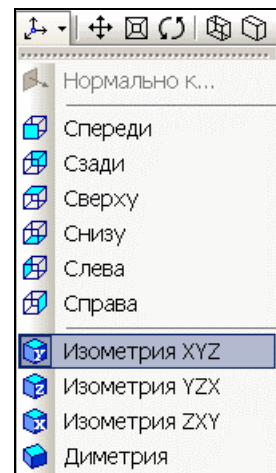 Нормально к...
Спереди
Сзади
Сверху
Снизу
Слева
Справа
Изометрия XYZ
Изометрия YZX
Изометрия ZXY
Диметрия